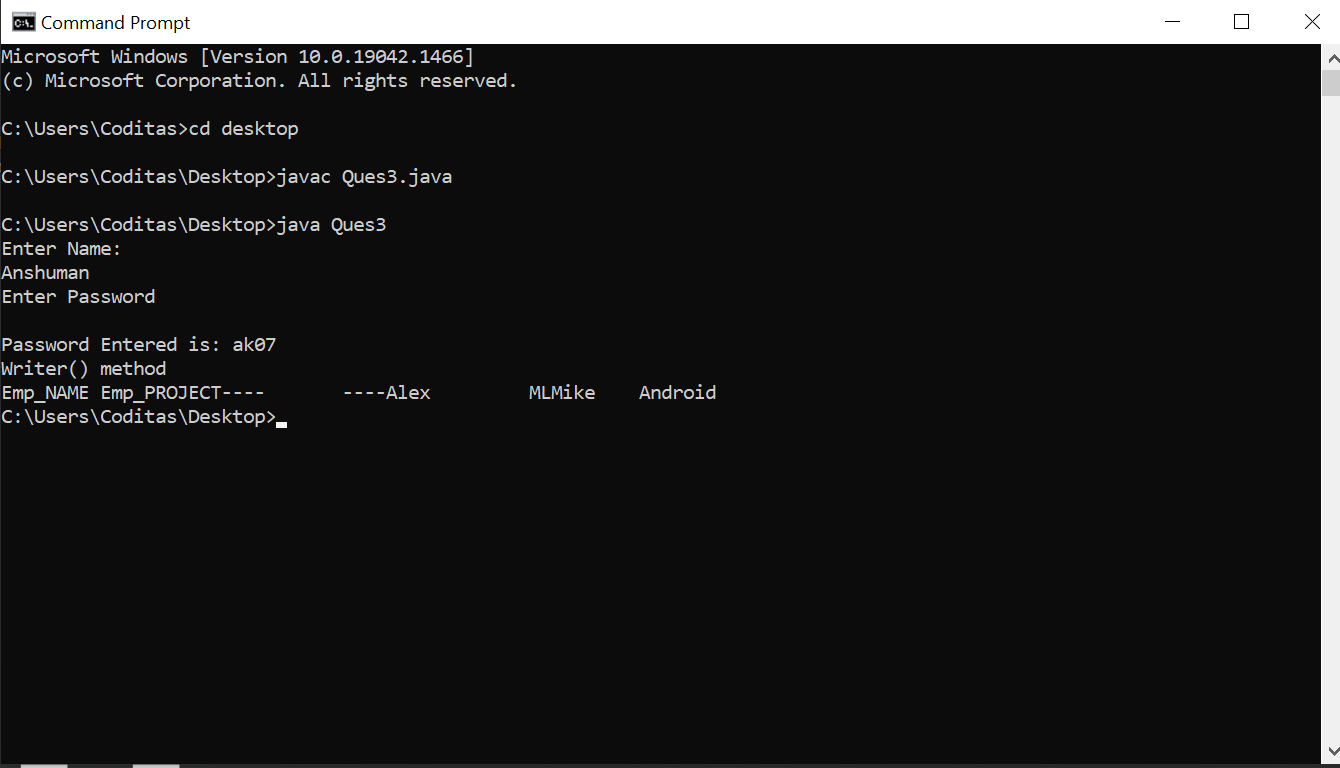 Command Prompt
Microsoft Windows [Version 10.0.19042.1466]
(c) Microsoft Corporation. All rights reserved.
C:\Users\Coditas>cd desktop
C:\Users\Coditas\Desktop>javac Ques3.java
C:\Users\Coditas\Desktop>java Ques3
Enter Name:
Anshuman
Enter Password
Password Entered is: ak07
Writer() method
Emp_NAME Emp_PROJECT----       ----Alex         MLMike    Android
C:\Users\Coditas\Desktop>